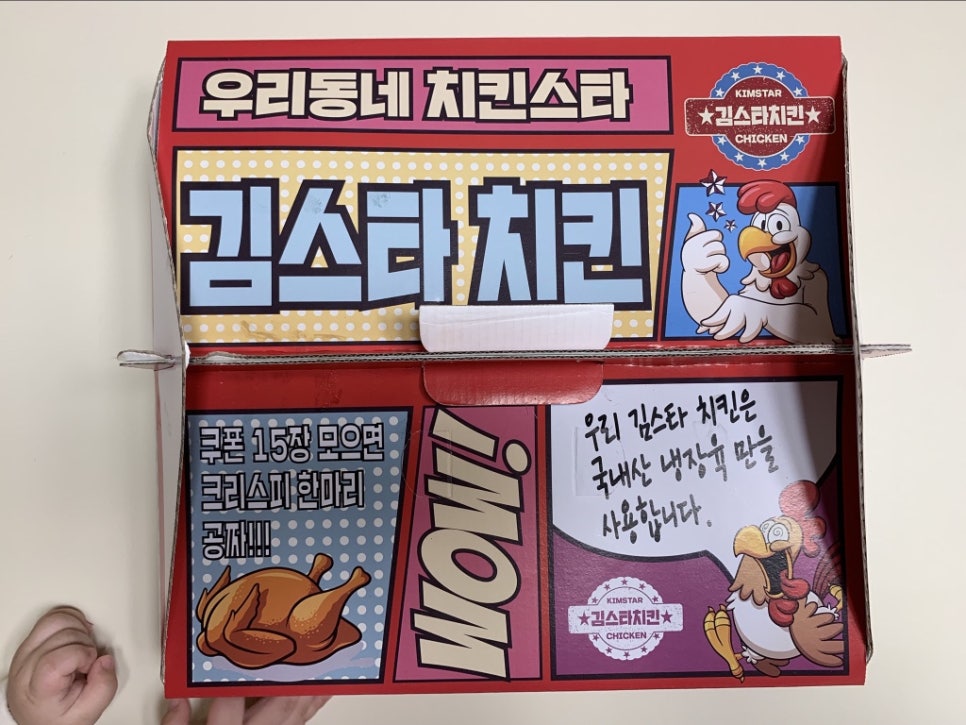 우리동네 치킨스타
KIMSTAR
★김스타치킨★
CHICKEN
김스타 치킨
쿠폰 15장 모으면
크리스피 한마리
공짜!!!
WOW!
우리 김스타 치킨은
국내산 냉장육 만을
사용합니다.
KIMSTAR
★김스타치킨★
CHICKEN